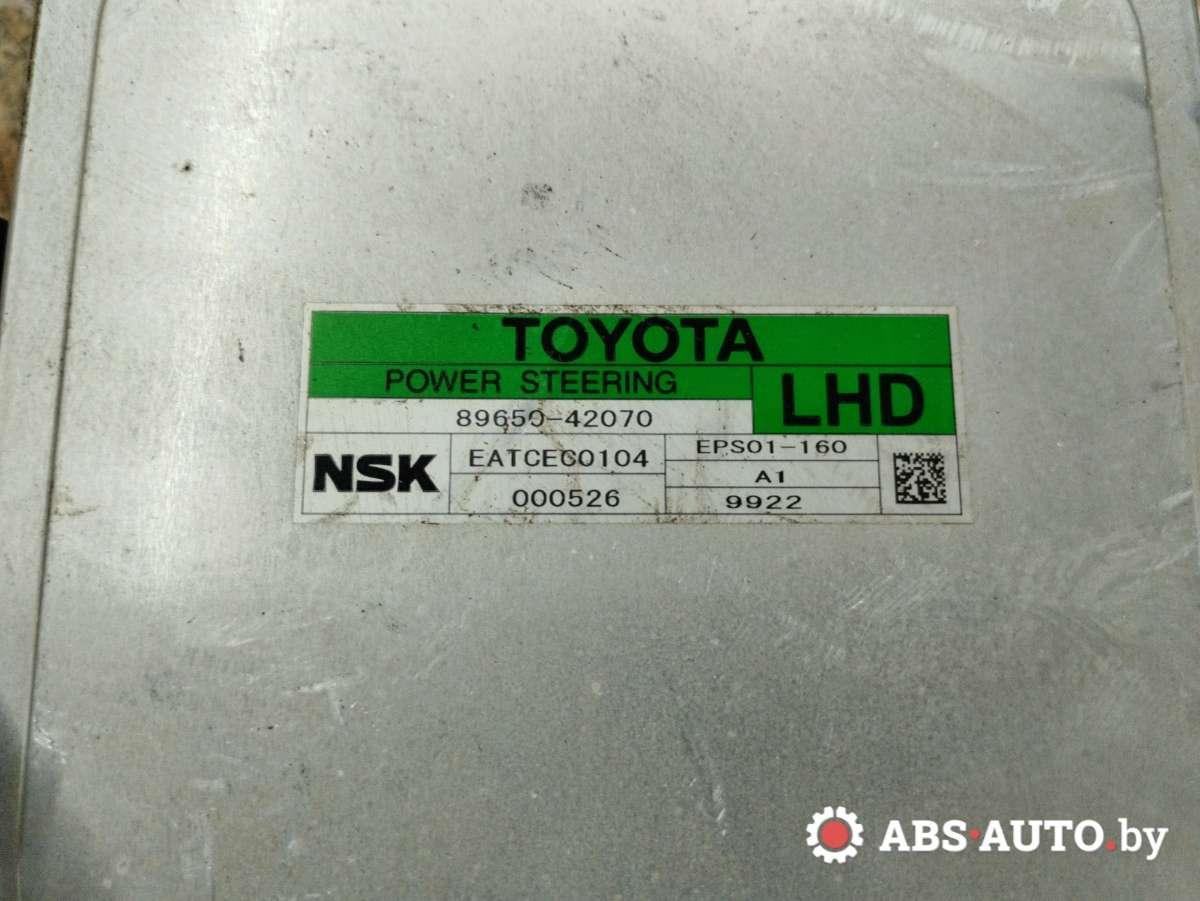 TOYOTA
POWER STEERING
LHD
89650-42070
NSK
EATCEC0104
EPS01-160
A1
000526
9922
ABS·AUTO.by